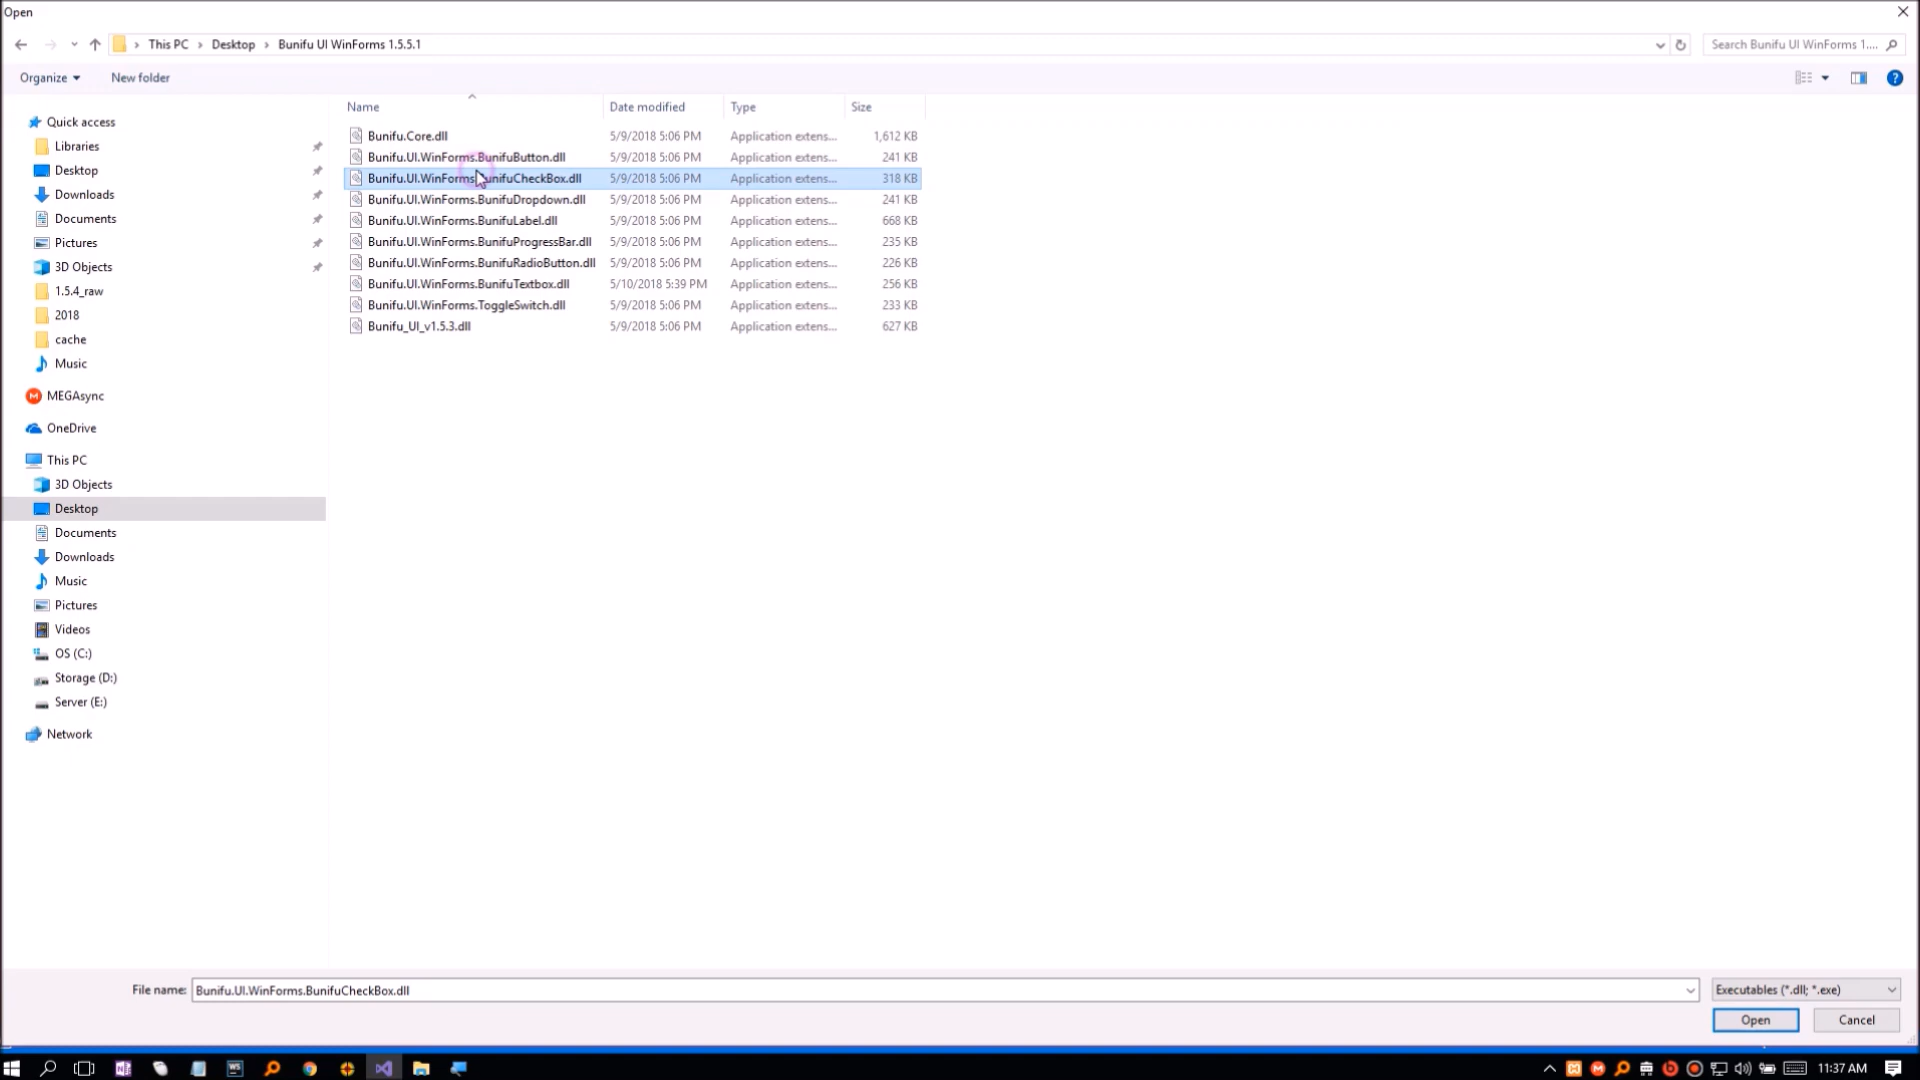 Open
This PC Desktop Bunifu UI WinForms 1.5.5.1
Search Bunifu UI WinForms 1....
Organize New folder
Name Date modified Type Size
Quick access
Libraries
Desktop
Downloads
Documents
Pictures
3D Objects
1.5.4_raw
2018
cache
Music
MEGAsync
OneDrive
This PC
3D Objects
Desktop
Documents
Downloads
Music
Pictures
Videos
OS (C:)
Storage (D:)
Server (E:)
Network
Bunifu.Core.dll 5/9/2018 5:06 PM Application extens... 1,612 KB
Bunifu.UI.WinForms.BunifuButton.dll 5/9/2018 5:06 PM Application extens... 241 KB
Bunifu.UI.WinForms.BunifuCheckBox.dll 5/9/2018 5:06 PM Application extens... 318 KB
Bunifu.UI.WinForms.BunifuDropdown.dll 5/9/2018 5:06 PM Application extens... 241 KB
Bunifu.UI.WinForms.BunifuLabel.dll 5/9/2018 5:06 PM Application extens... 668 KB
Bunifu.UI.WinForms.BunifuProgressBar.dll 5/9/2018 5:06 PM Application extens... 235 KB
Bunifu.UI.WinForms.BunifuRadioButton.dll 5/9/2018 5:06 PM Application extens... 226 KB
Bunifu.UI.WinForms.BunifuTextbox.dll 5/10/2018 5:39 PM Application extens... 256 KB
Bunifu.UI.WinForms.ToggleSwitch.dll 5/9/2018 5:06 PM Application extens... 233 KB
Bunifu_UI_v1.5.3.dll 5/9/2018 5:06 PM Application extens... 627 KB
File name: Bunifu.UI.WinForms.BunifuCheckBox.dll Executables (*.dll; *.exe)
Open Cancel
11:37 AM